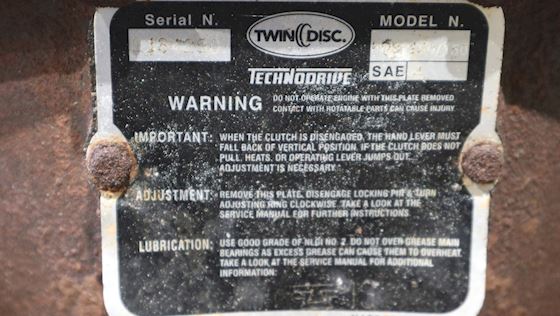 Serial N.
TWIN DISC.
MODEL N.
TECHNODRIVE
SAE
WARNING DO NOT OPERATE ENGINE WITH THIS PLATE REMOVED
CONTACT WITH ROTATABLE PARTS CAN CAUSE INJURY.
IMPORTANT: WHEN THE CLUTCH IS DISENGAGED, THE HAND LEVER MUST
FALL BACK OF VERTICAL POSITION, IF THE CLUTCH DOES NOT
PULL, HEATS, OR OPERATING LEVER JUMPS OUT,
ADJUSTMENT IS NECESSARY
ADJUSTMENT: REMOVE THIS PLATE, DISENGAGE LOCKING PIN & TURN
ADJUSTING RING CLOCKWISE. TAKE A LOOK AT THE
SERVICE MANUAL FOR FURTHER INSTRUCTIONS
LUBRICATION: USE GOOD GRADE OF NLGI NO. 2. DO NOT OVER GREASE MAIN
BEARINGS AS EXCESS GREASE CAN CAUSE THEM TO OVERHEAT.
TAKE A LOOK AT THE SERVICE MANUAL FOR ADDITIONAL
INFORMATION: